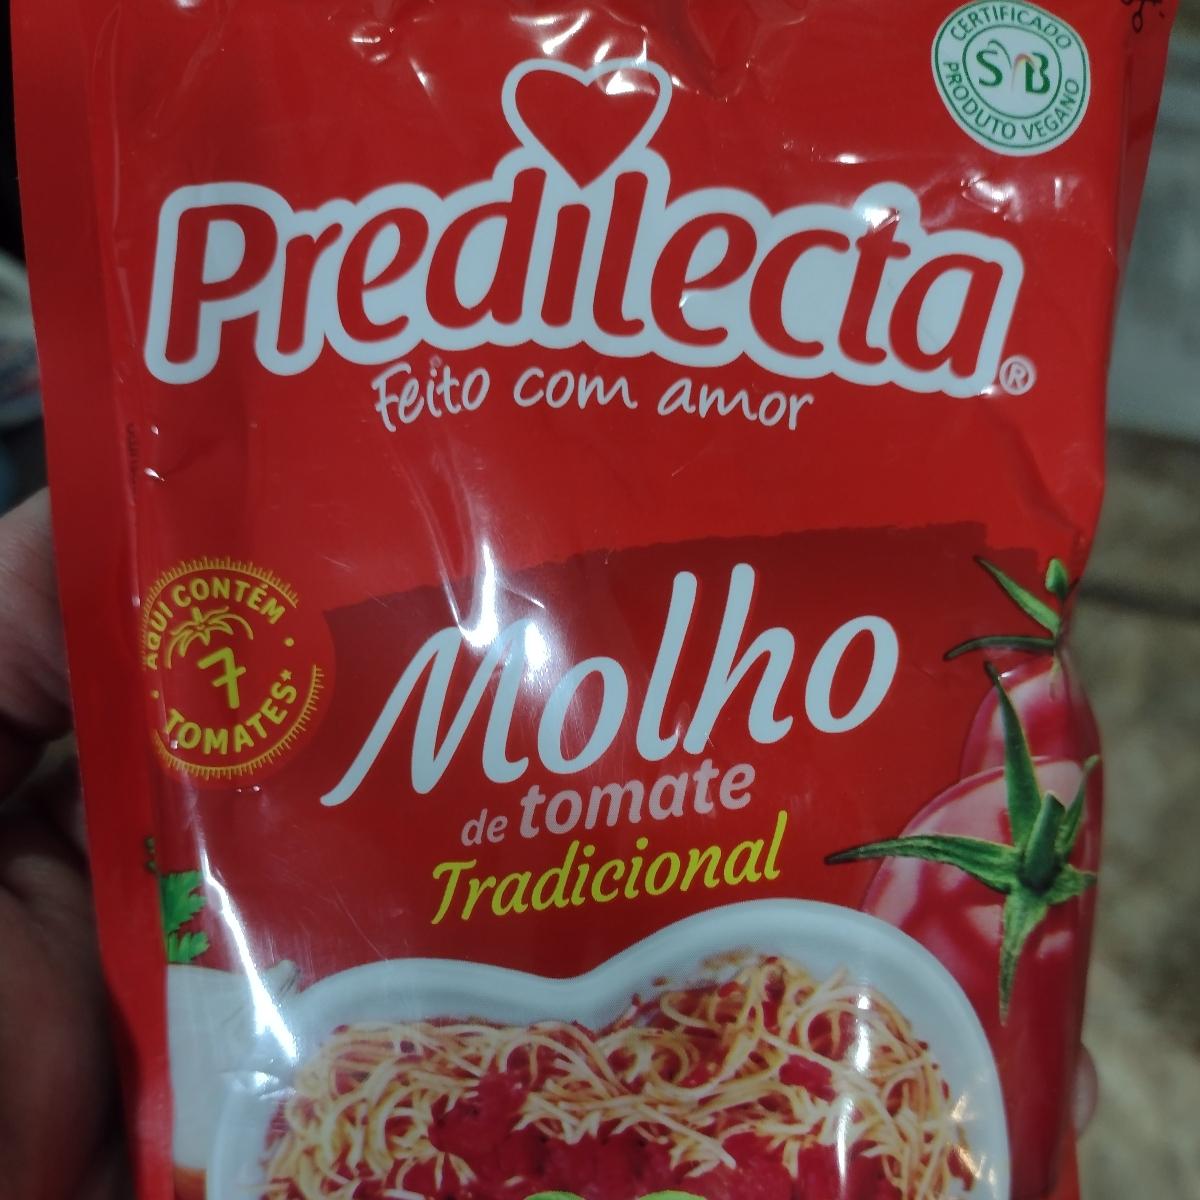 CERTIFICADO
SVB
PRODUTO VEGANO
Predilecta®
Feito com amor
AQUI CONTÉM
7
TOMATES*
Molho
de tomate
Tradicional